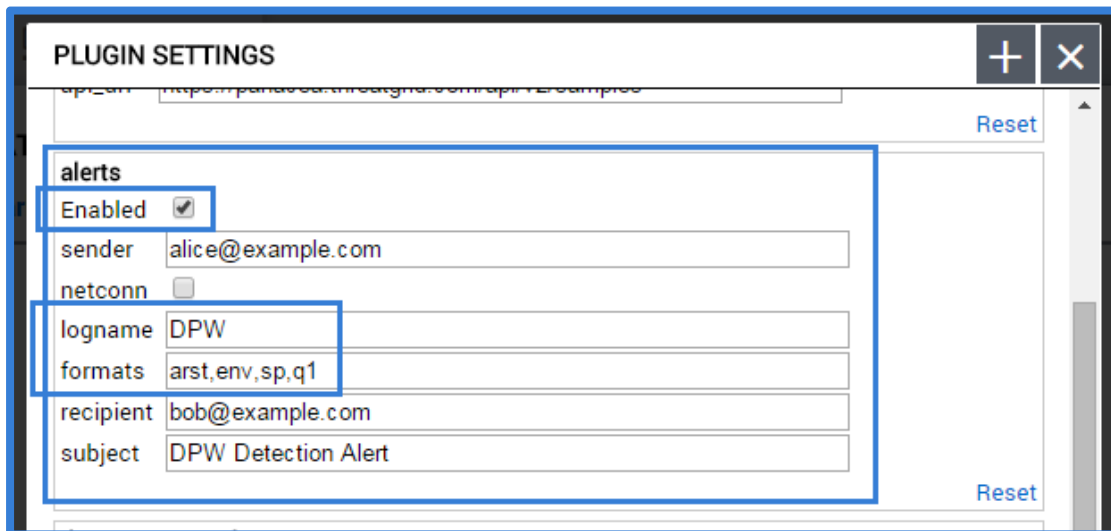 PLUGIN SETTINGS
Reset
alerts
Enabled
sender alice@example.com
netconn
logname DPW
formats arst,env,sp,q1
recipient bob@example.com
subject DPW Detection Alert
Reset